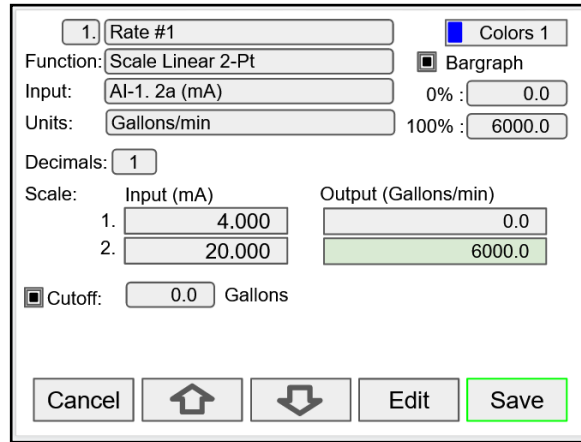 1. Rate #1 Colors 1
Function: Scale Linear 2-Pt Bargraph
Input: AI-1. 2a (mA) 0% : 0.0
Units: Gallons/min 100% : 6000.0
Decimals: 1
Scale: Input (mA) Output (Gallons/min)
1. 4.000 0.0
2. 20.000 6000.0
Cutoff: 0.0 Gallons
Cancel Edit Save